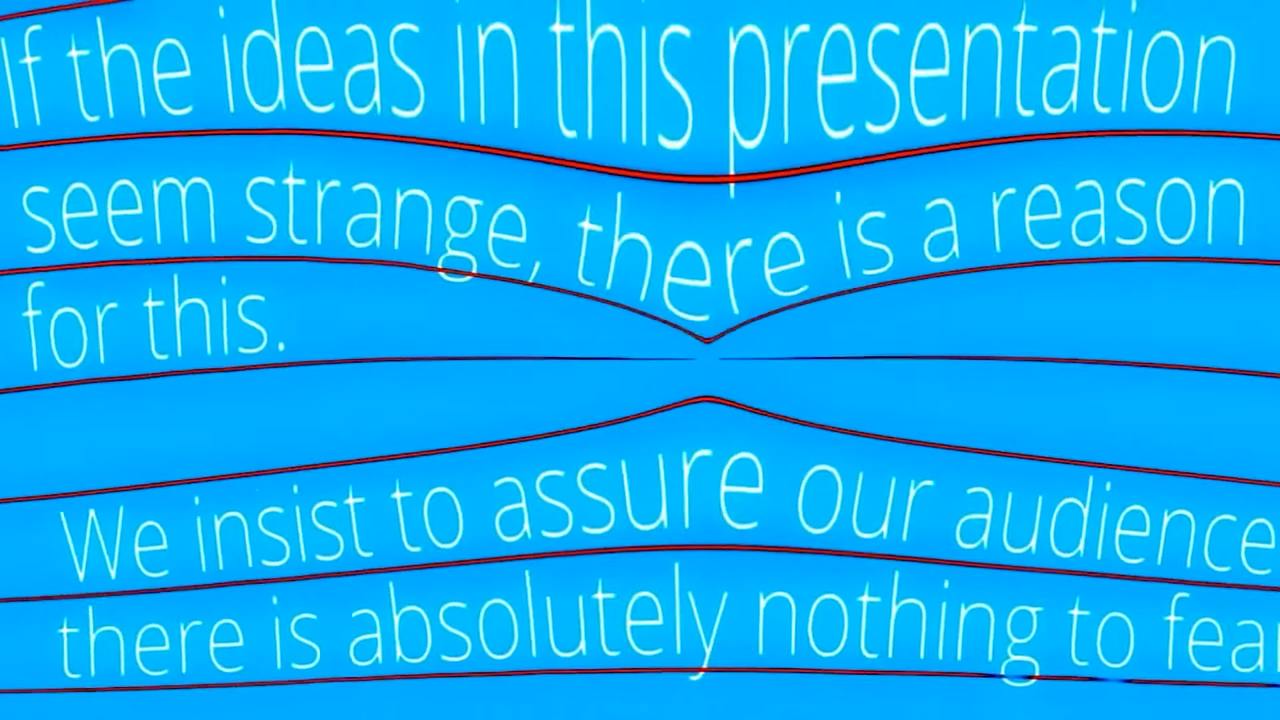 If the ideas in this presentation
seem strange, there is a reason
for this.
We insist to assure our audience
there is absolutely nothing to fear